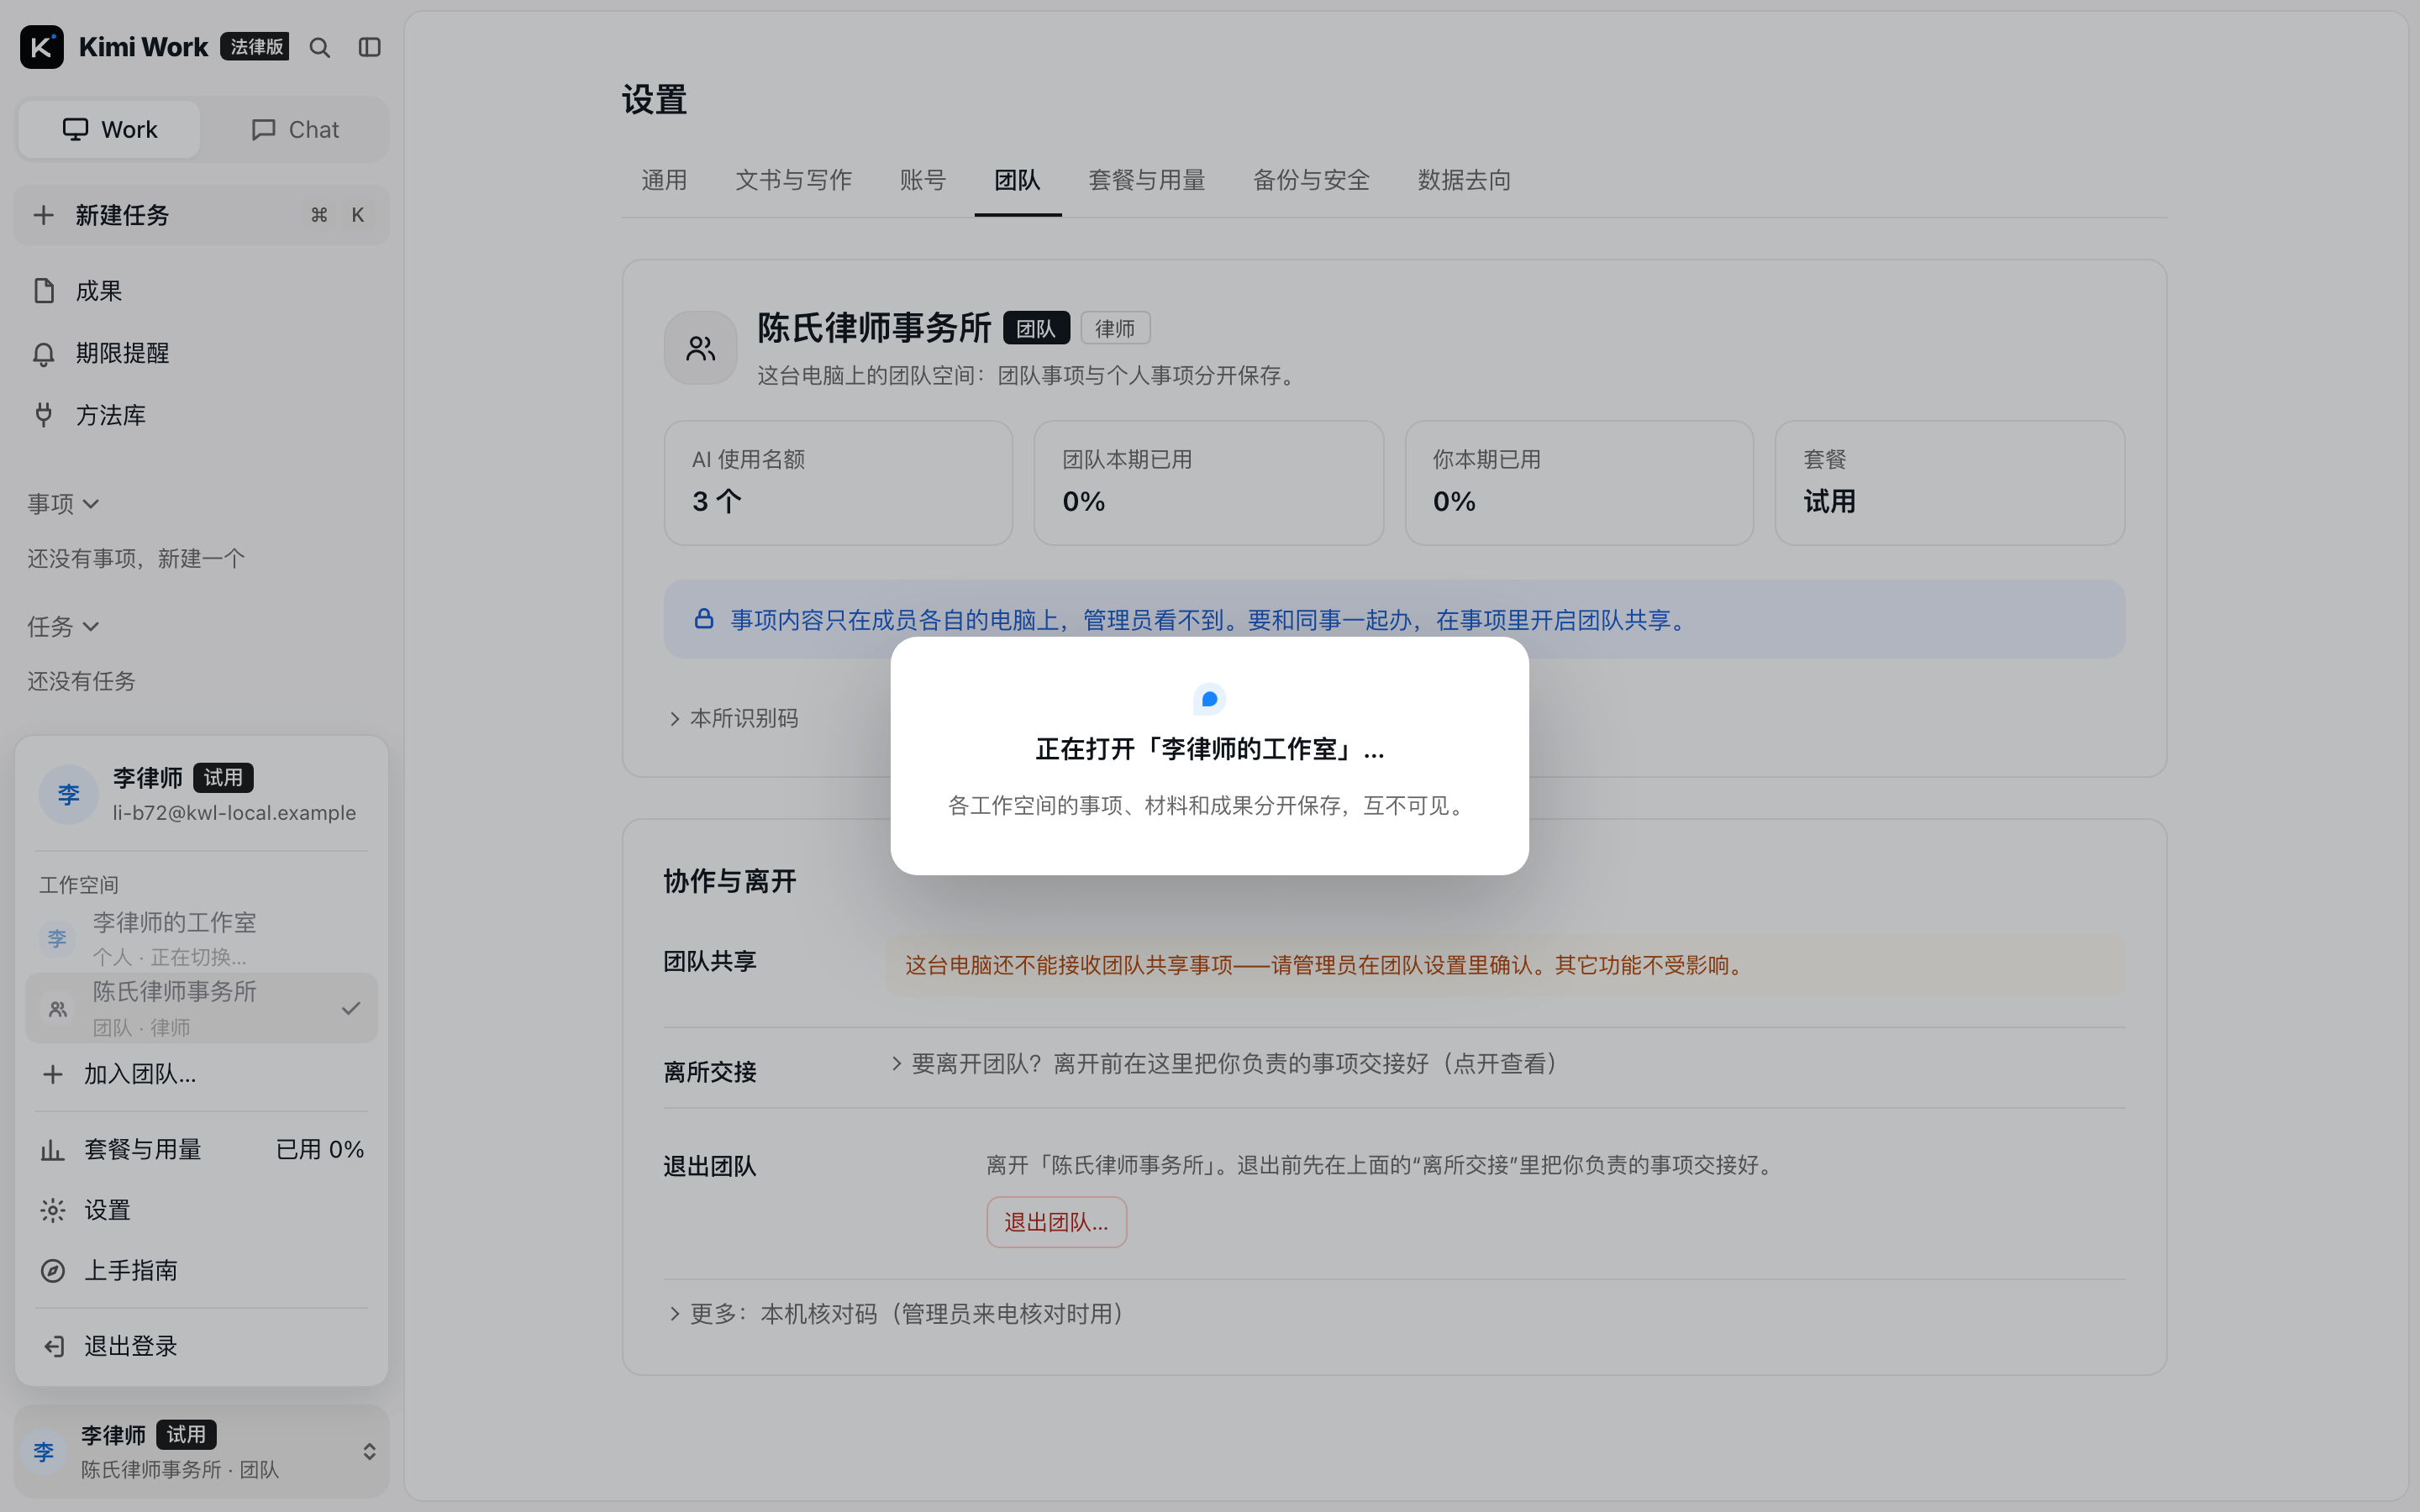 Kimi Work 法律版
Work
Chat
新建任务 ⌘ K
成果
期限提醒
方法库
事项
还没有事项，新建一个
任务
还没有任务
李 李律师 试用
li-b72@kwl-local.example
工作空间
李 李律师的工作室
个人 · 正在切换...
陈氏律师事务所
团队 · 律师
加入团队...
套餐与用量 已用 0%
设置
上手指南
退出登录
李 李律师 试用
陈氏律师事务所 · 团队
设置
通用 文书与写作 账号 团队 套餐与用量 备份与安全 数据去向
陈氏律师事务所 团队 律师
这台电脑上的团队空间：团队事项与个人事项分开保存。
AI 使用名额
3 个
团队本期已用
0%
你本期已用
0%
套餐
试用
事项内容只在成员各自的电脑上，管理员看不到。要和同事一起办，在事项里开启团队共享。
本所识别码
正在打开「李律师的工作室」...
各工作空间的事项、材料和成果分开保存，互不可见。
协作与离开
团队共享 这台电脑还不能接收团队共享事项——请管理员在团队设置里确认。其它功能不受影响。
离所交接 要离开团队？离开前在这里把你负责的事项交接好（点开查看）
退出团队 离开「陈氏律师事务所」。退出前先在上面的“离所交接”里把你负责的事项交接好。
退出团队...
更多：本机核对码（管理员来电核对时用）